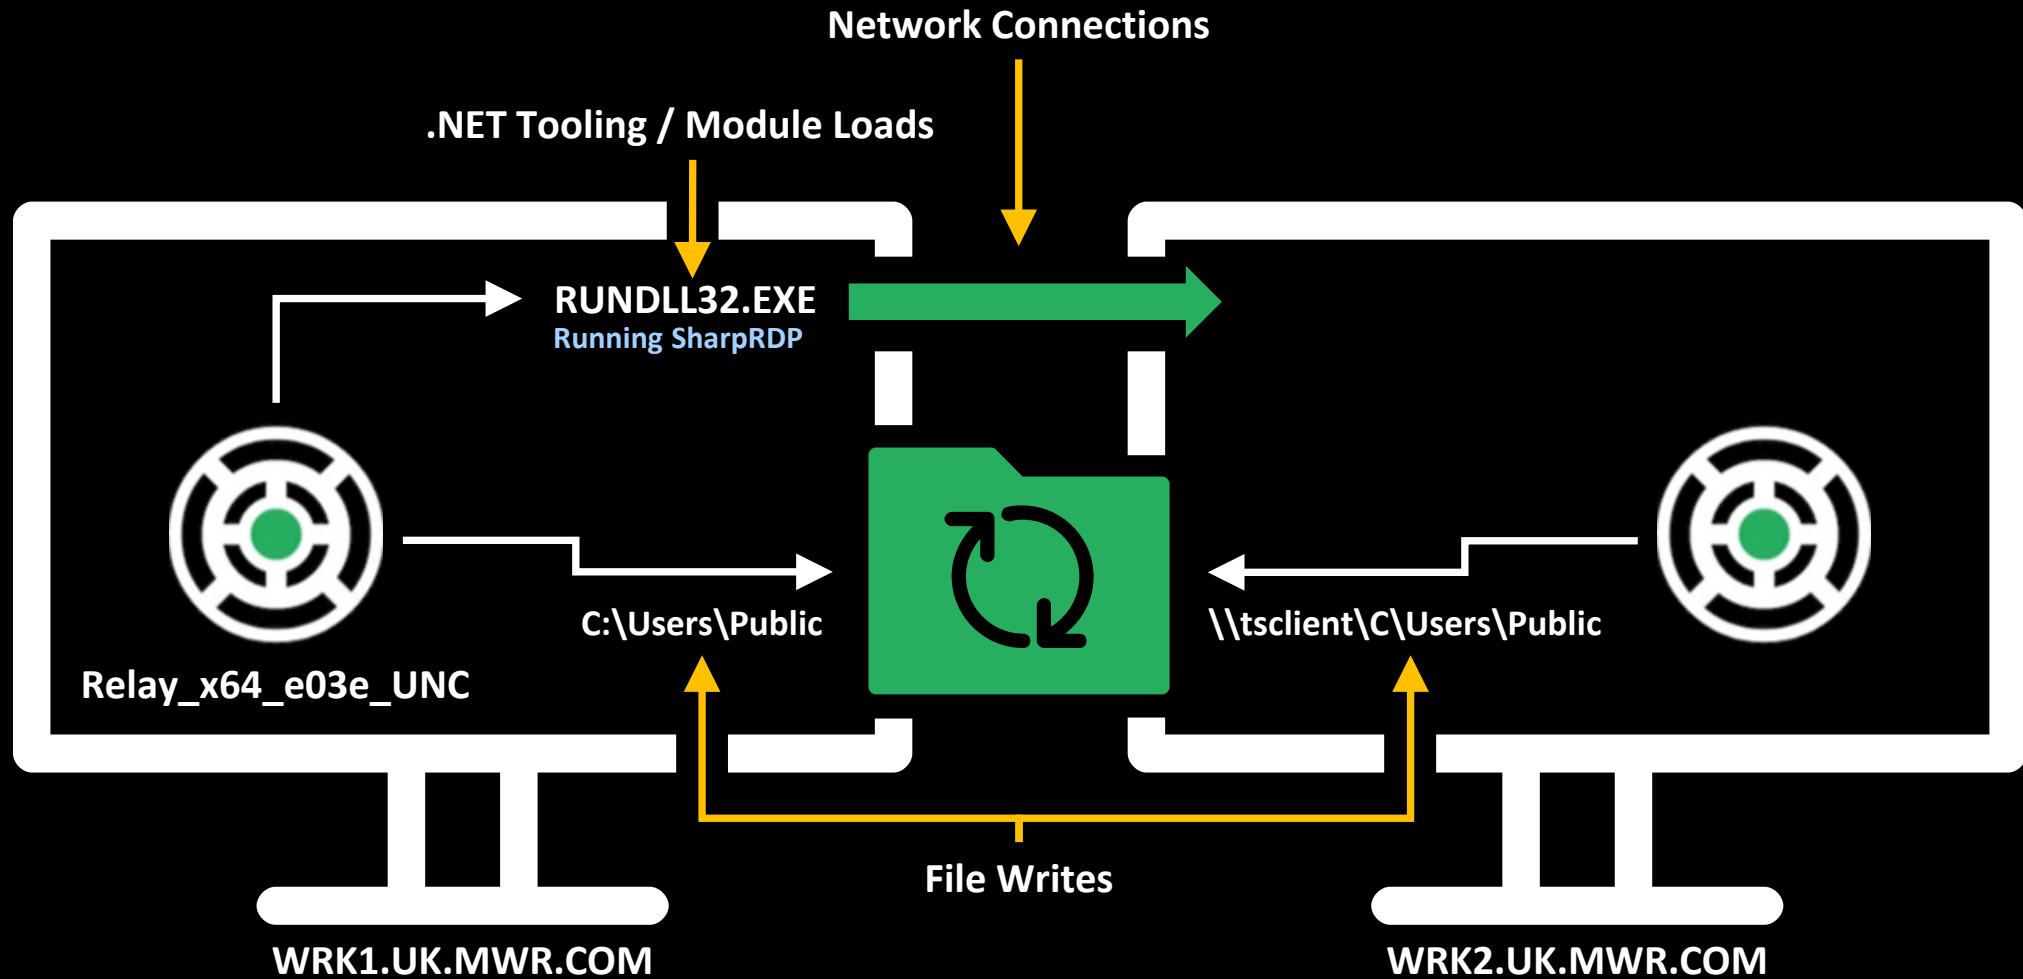 Network Connections
.NET Tooling / Module Loads
RUNDLL32.EXE
Running SharpRDP
C:\Users\Public
\\tsclient\C\Users\Public
Relay_x64_e03e_UNC
File Writes
WRK1.UK.MWR.COM
WRK2.UK.MWR.COM